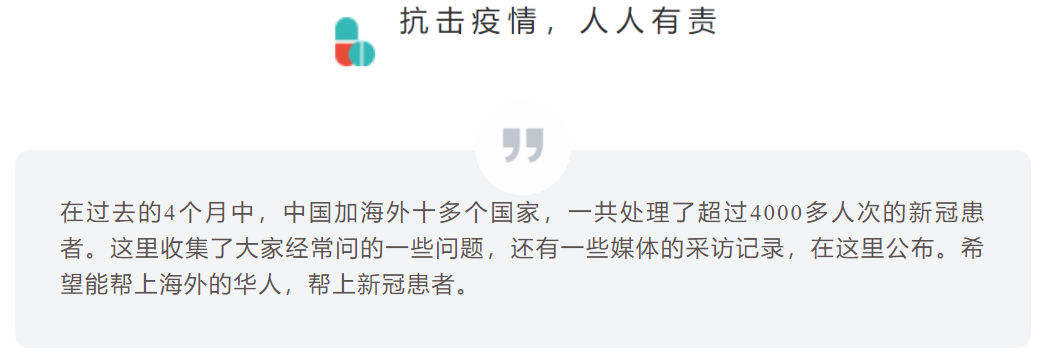 抗击疫情，人人有责
在过去的4个月中，中国加海外十多个国家，一共处理了超过4000多人次的新冠患
者。这里收集了大家经常问的一些问题，还有一些媒体的采访记录，在这里公布。希
望能帮上海外的华人，帮上新冠患者。